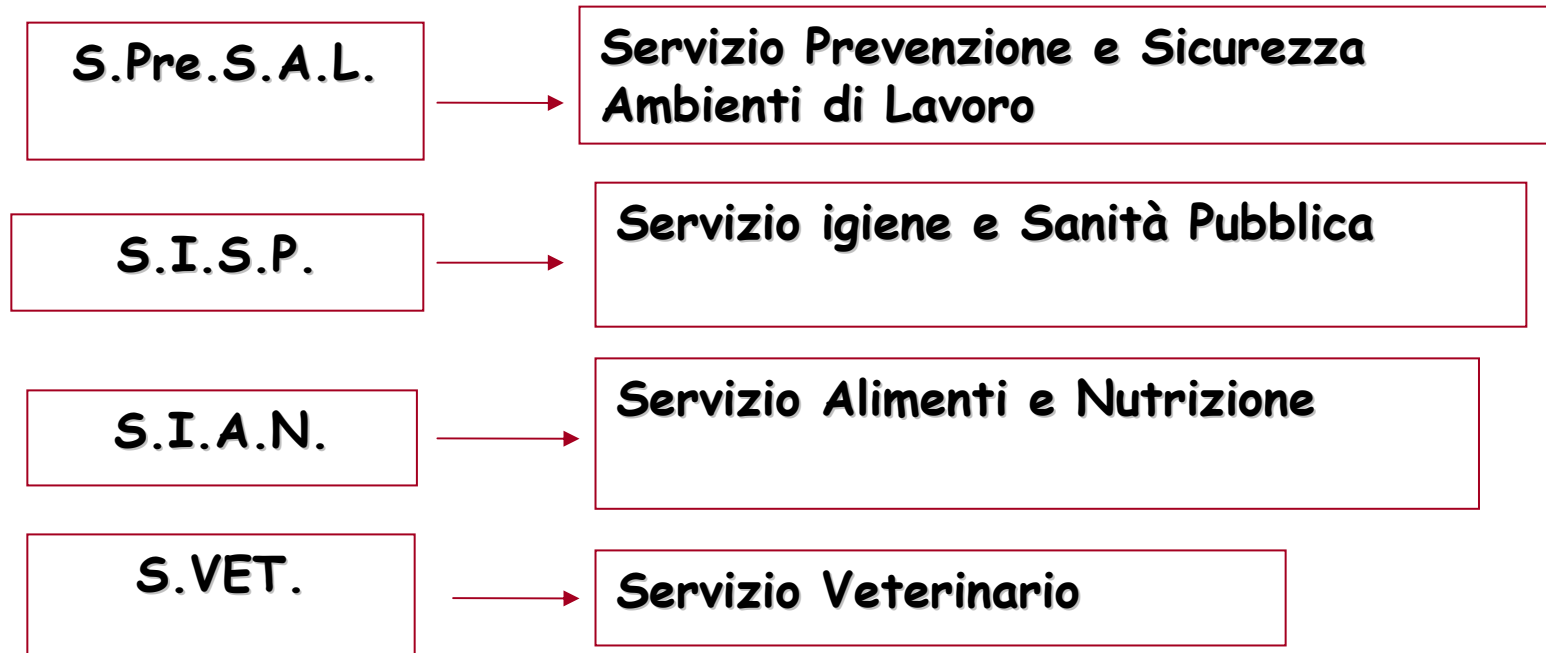 S.Pre.S.A.L.
Servizio Prevenzione e Sicurezza
Ambienti di Lavoro
S.I.S.P.
Servizio igiene e Sanità Pubblica
S.I.A.N.
Servizio Alimenti e Nutrizione
S.VET.
Servizio Veterinario